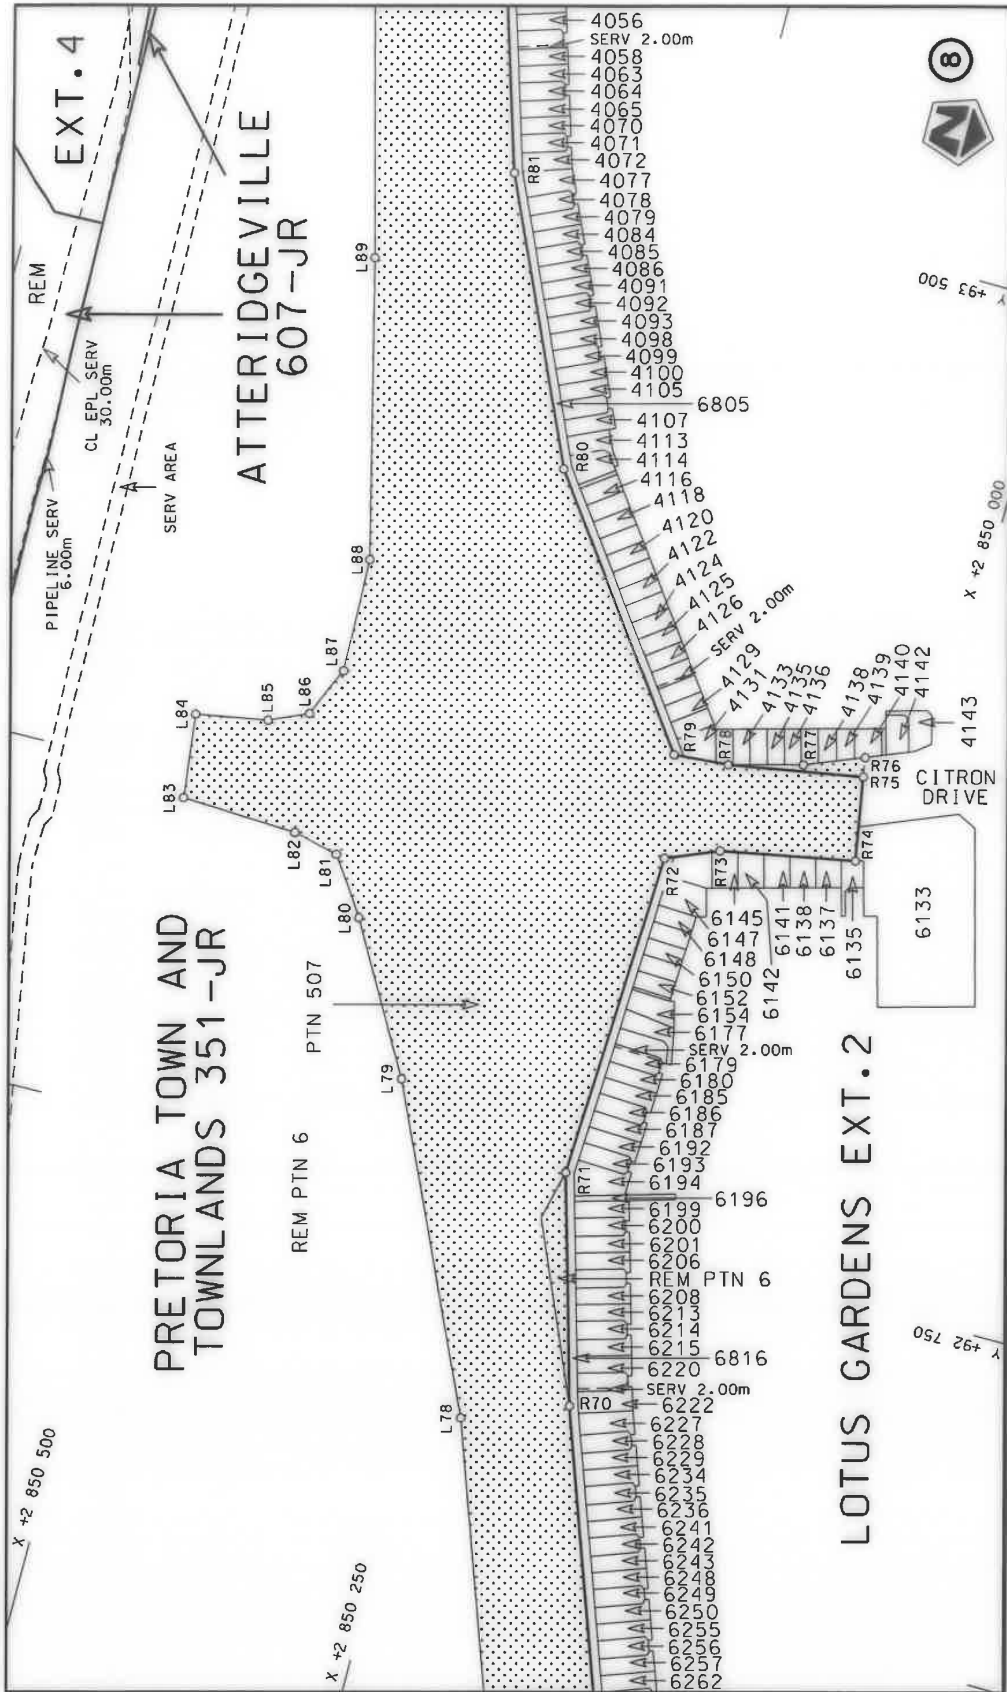 EXT.4
REM
CL EPL SERV
30.00m
PIPELINE SERV
6.00m
SERV AREA
ATTERIDGEVILLE
607-JR
PRETORIA TOWN AND
TOWNLANDS 351-JR
REM PTN 6
PTN 507
L78
L79
L80
L81
L82
L83
L84
L85
L86
L87
L88
L89
R81
R80
R79
R78
R77
R76
R75
R74
R73
R72
R71
R70
4056
SERV 2.00m
4058
4063
4064
4065
4070
4071
4072
4077
4078
4079
4084
4085
4086
4091
4092
4093
4098
4099
4100
4105
6805
4107
4113
4114
4116
4118
4120
4122
4124
4125
4126
SERV 2.00m
4129
4131
4133
4135
4136
4138
4139
4140
4142
4143
CITRON
DRIVE
6133
6135
6137
6138
6141
6142
6145
6147
6148
6150
6152
6154
6177
SERV 2.00m
6179
6180
6185
6186
6187
6192
6193
6194
6196
6199
6200
6201
6206
REM PTN 6
6208
6213
6214
6215
6816
6220
SERV 2.00m
6222
6227
6228
6229
6234
6235
6236
6241
6242
6243
6248
6249
6250
6255
6256
6257
6262
LOTUS GARDENS EXT.2
X +2 850 500
X +2 850 250
X +2 850 000
Y +93 500
Y +92 750
N
8